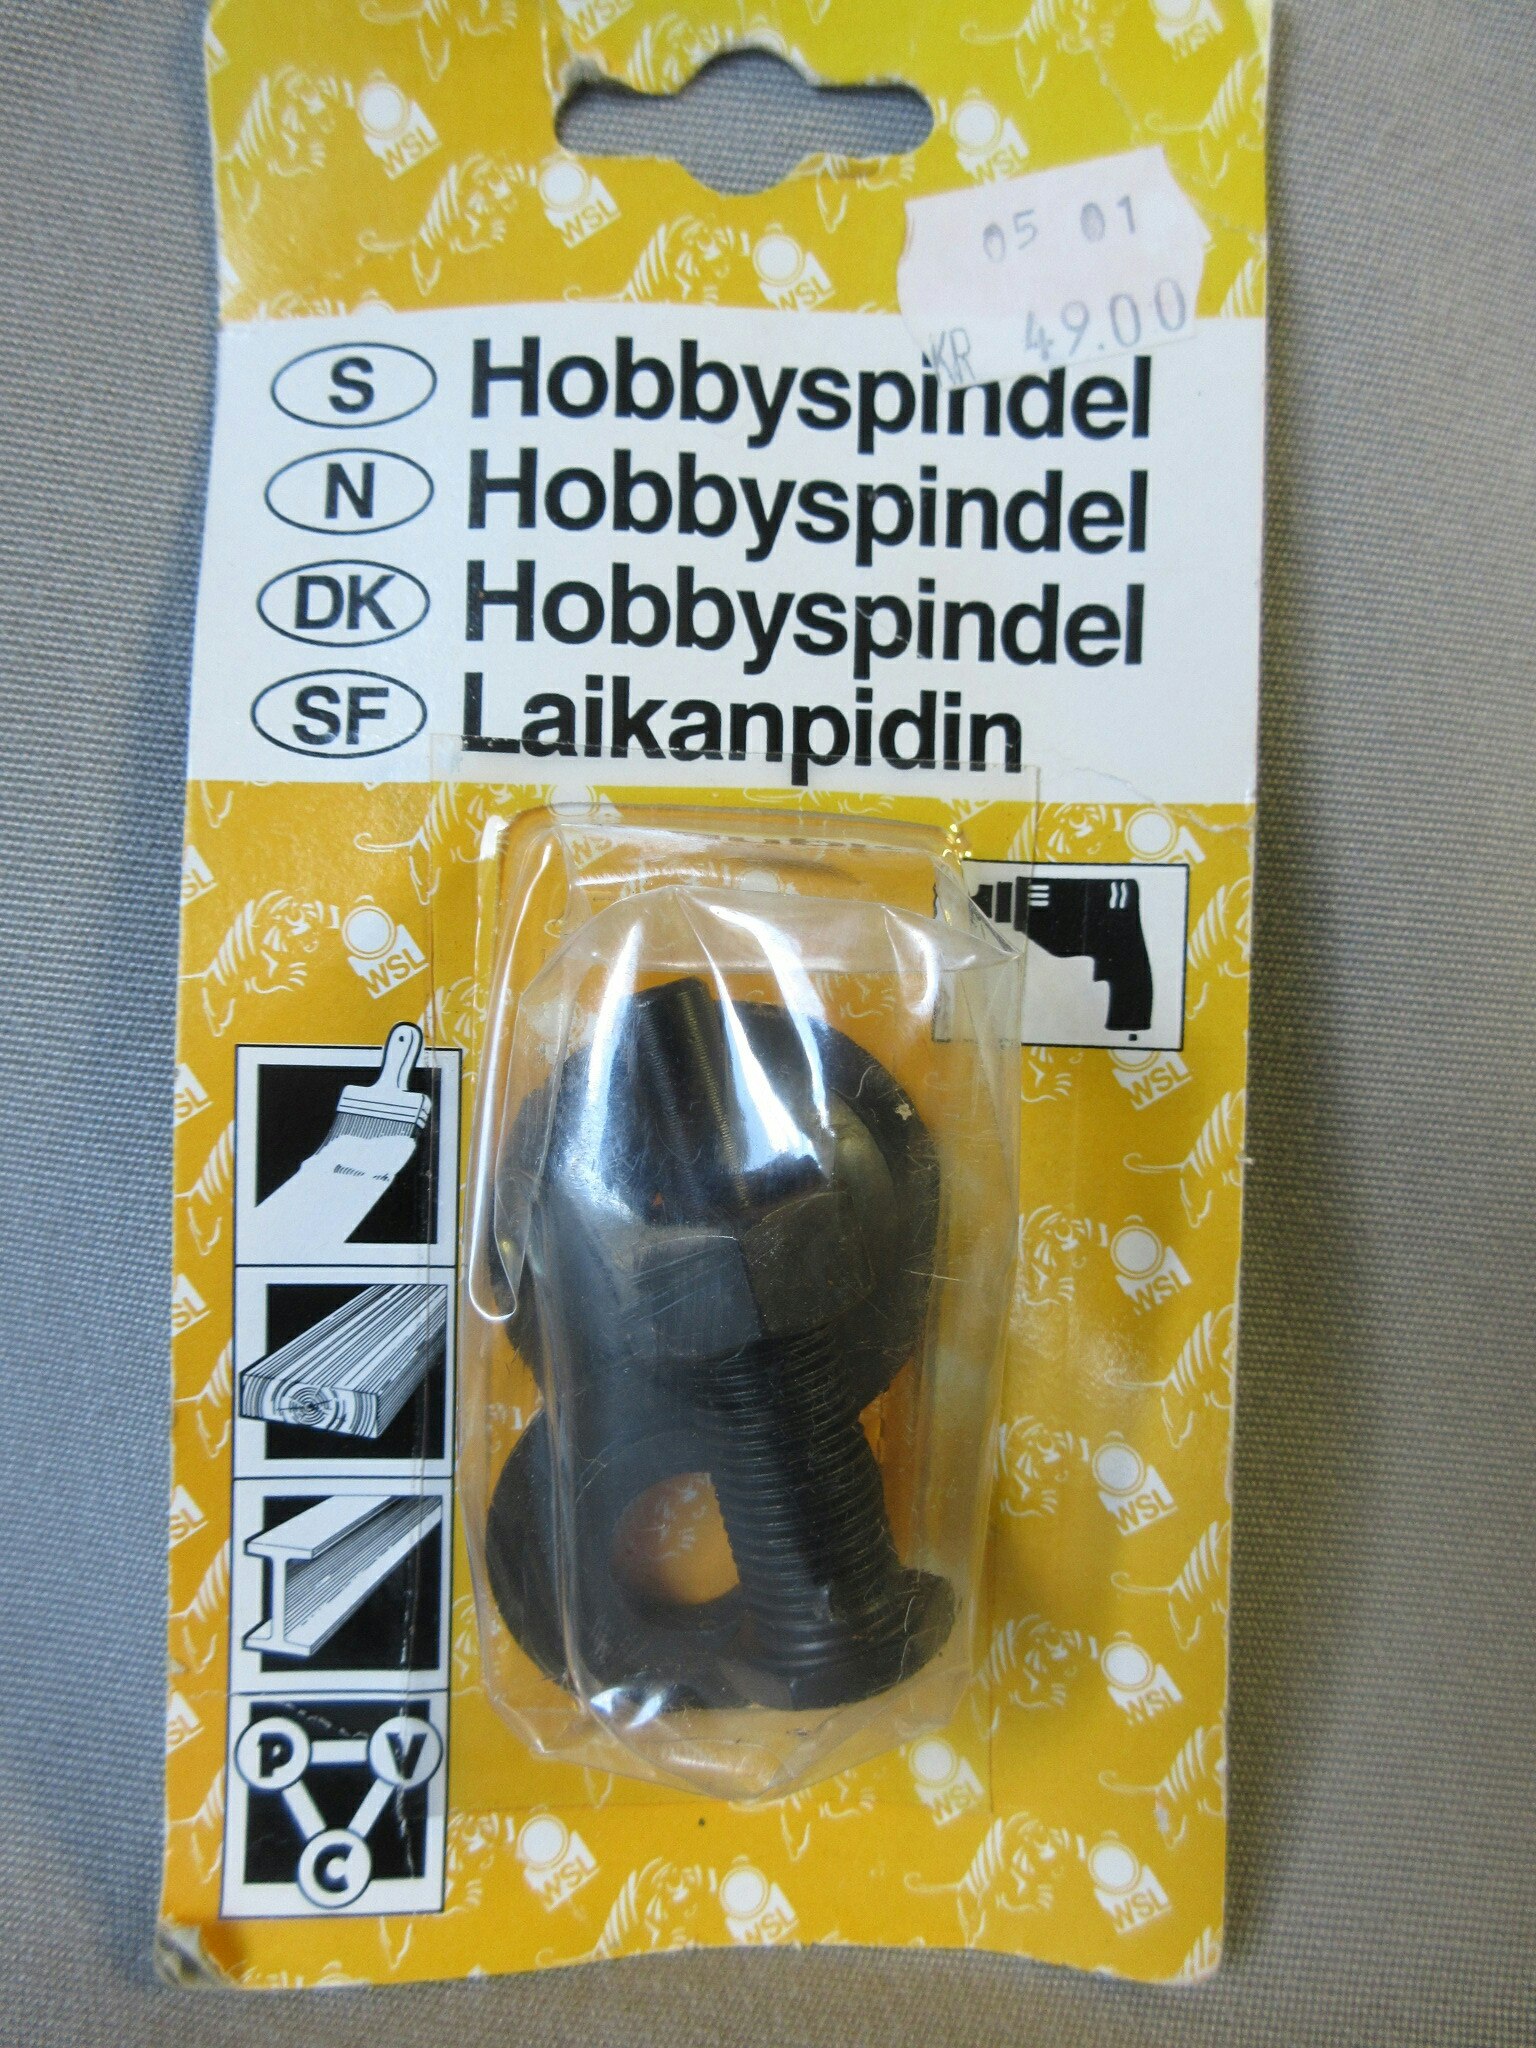 05 01
KR 49.00
S Hobbyspindel
N Hobbyspindel
DK Hobbyspindel
SF Laikanpidin
P V
C
WSL